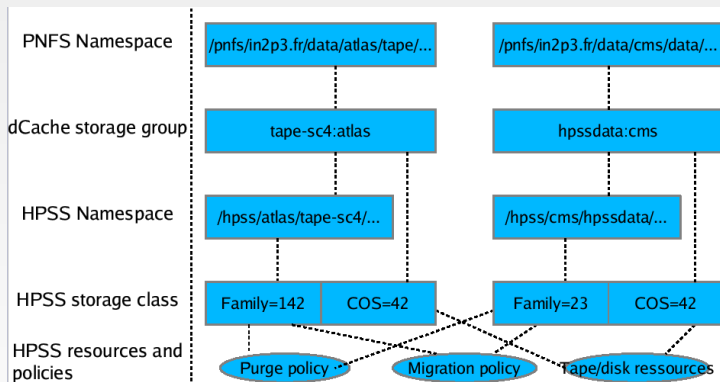 PNFS Namespace
/pnfs/in2p3.fr/data/atlas/tape/...
/pnfs/in2p3.fr/data/cms/data/...
dCache storage group
tape-sc4:atlas
hpssdata:cms
HPSS Namespace
/hpss/atlas/tape-sc4/...
/hpss/cms/hpssdata/...
HPSS storage class
Family=142
COS=42
Family=23
COS=42
HPSS resources and
policies
Purge policy
Migration policy
Tape/disk ressources